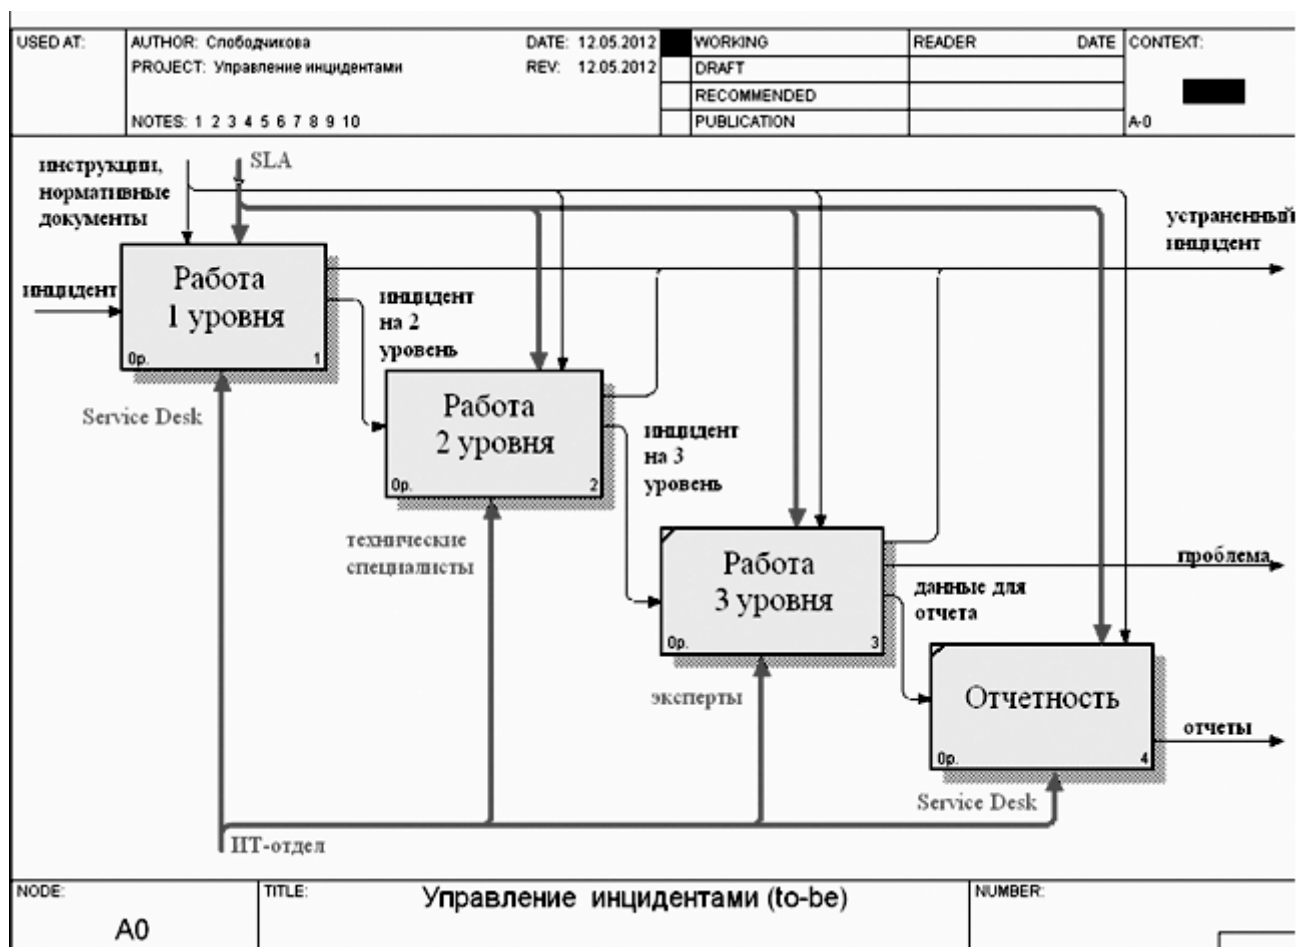 USED AT:
AUTHOR: Слободчикова
DATE: 12.05.2012
WORKING
READER
DATE
CONTEXT:
PROJECT: Управление инцидентами
REV: 12.05.2012
DRAFT
RECOMMENDED
NOTES: 1 2 3 4 5 6 7 8 9 10
PUBLICATION
A-0
инструкции,
нормативные
документы
SLA
устраненный
инцидент
инцидент
Работа
1 уровня
0р.
1
инцидент
на 2
уровень
Service Desk
Работа
2 уровня
0р.
2
инцидент
на 3
уровень
технические
специалисты
Работа
3 уровня
0р.
3
проблема
данные для
отчета
эксперты
Отчетность
0р.
4
отчеты
Service Desk
ИТ-отдел
NODE:
A0
TITLE:
Управление инцидентами (to-be)
NUMBER: